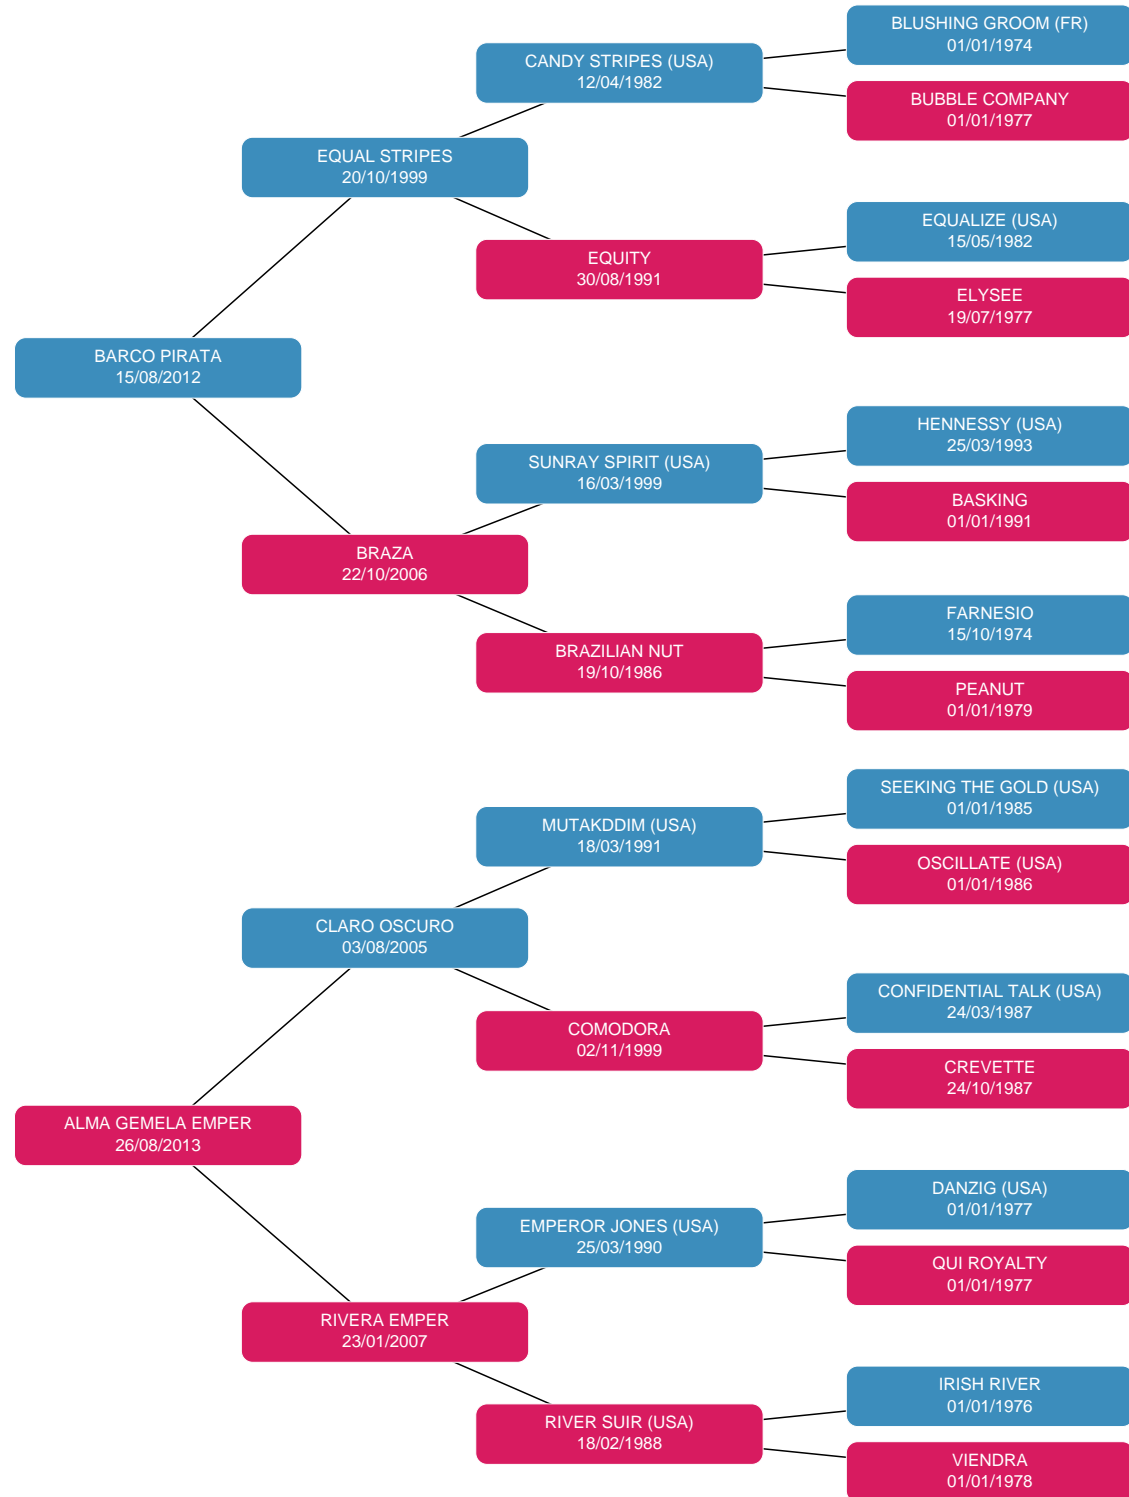 BLUSHING GROOM (FR)
01/01/1974
CANDY STRIPES (USA)
12/04/1982
BUBBLE COMPANY
01/01/1977
EQUAL STRIPES
20/10/1999
EQUALIZE (USA)
15/05/1982
EQUITY
30/08/1991
ELYSEE
19/07/1977
BARCO PIRATA
15/08/2012
HENNESSY (USA)
25/03/1993
SUNRAY SPIRIT (USA)
16/03/1999
BASKING
01/01/1991
BRAZA
22/10/2006
FARNESIO
15/10/1974
BRAZILIAN NUT
19/10/1986
PEANUT
01/01/1979
SEEKING THE GOLD (USA)
01/01/1985
MUTAKDDIM (USA)
18/03/1991
OSCILLATE (USA)
01/01/1986
CLARO OSCURO
03/08/2005
CONFIDENTIAL TALK (USA)
24/03/1987
COMODORA
02/11/1999
CREVETTE
24/10/1987
ALMA GEMELA EMPER
26/08/2013
DANZIG (USA)
01/01/1977
EMPEROR JONES (USA)
25/03/1990
QUI ROYALTY
01/01/1977
RIVERA EMPER
23/01/2007
IRISH RIVER
01/01/1976
RIVER SUIR (USA)
18/02/1988
VIENDRA
01/01/1978